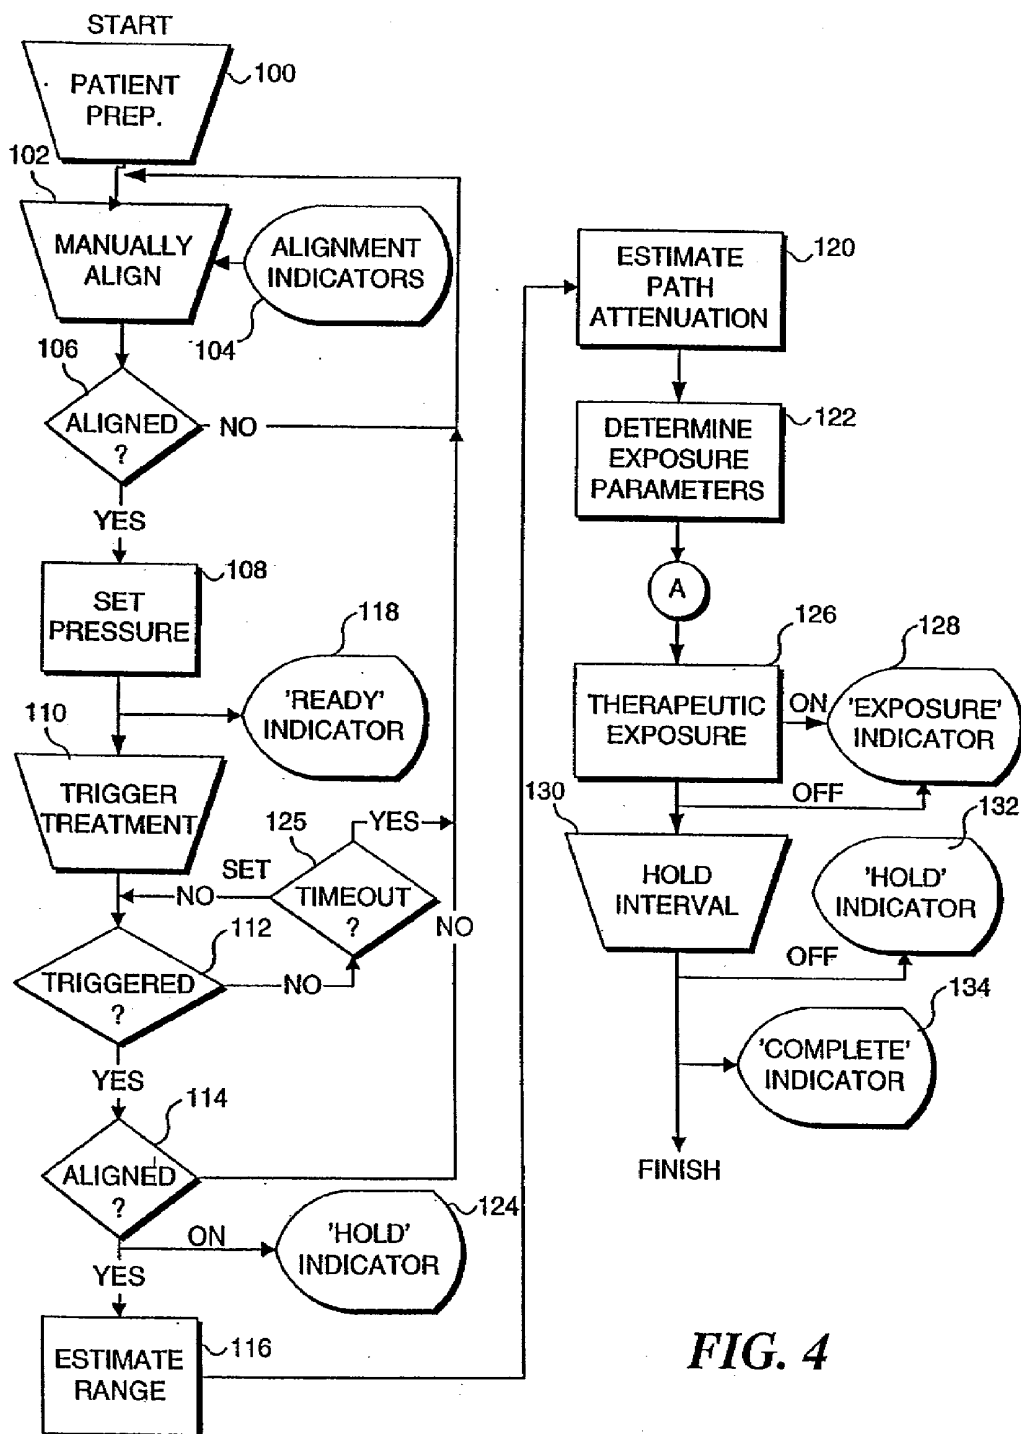 START
PATIENT
PREP.
100
102
MANUALLY
ALIGN
ALIGNMENT
INDICATORS
104
106
ALIGNED
?
NO
YES
108
SET
PRESSURE
118
'READY'
INDICATOR
110
TRIGGER
TREATMENT
125
YES
SET
NO
TIMEOUT
?
NO
112
TRIGGERED
?
NO
YES
114
ALIGNED
?
ON
'HOLD'
INDICATOR
124
YES
ESTIMATE
RANGE
116
ESTIMATE
PATH
ATTENUATION
120
DETERMINE
EXPOSURE
PARAMETERS
122
A
126
THERAPEUTIC
EXPOSURE
ON
128
'EXPOSURE'
INDICATOR
OFF
130
HOLD
INTERVAL
132
'HOLD'
INDICATOR
OFF
134
'COMPLETE'
INDICATOR
FINISH
FIG. 4